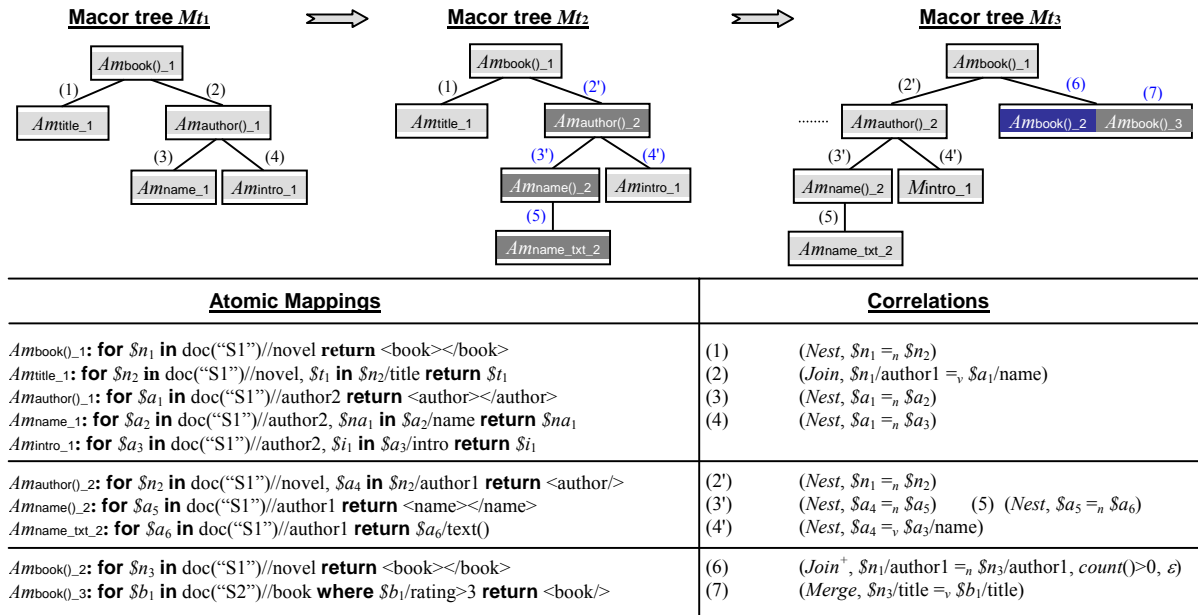 Macor tree Mt1
Macor tree Mt2
Macor tree Mt3
Ambook()_1
(1)
(2)
Amtitle_1
Amauthor()_1
(3)
(4)
Amname_1
Amintro_1
Ambook()_1
(1)
(2')
Amtitle_1
Amauthor()_2
(3')
(4')
Amname()_2
Amintro_1
(5)
Amname_txt_2
Ambook()_1
(2')
(6)
(7)
........
Amauthor()_2
Ambook()_2
Ambook()_3
(3')
(4')
Amname()_2
Mintro_1
(5)
Amname_txt_2
Atomic Mappings
Correlations
Ambook()_1: for $n1 in doc(“S1”)//novel return <book></book>
(1) (Nest, $n1 =n $n2)
Amtitle_1: for $n2 in doc(“S1”)//novel, $t1 in $n2/title return $t1
(2) (Join, $n1/author1 =v $a1/name)
Amauthor()_1: for $a1 in doc(“S1”)//author2 return <author></author>
(3) (Nest, $a1 =n $a2)
Amname_1: for $a2 in doc(“S1”)//author2, $na1 in $a2/name return $na1
(4) (Nest, $a1 =n $a3)
Amintro_1: for $a3 in doc(“S1”)//author2, $i1 in $a3/intro return $i1
Amauthor()_2: for $n2 in doc(“S1”)//novel, $a4 in $n2/author1 return <author/>
(2') (Nest, $n1 =n $n2)
Amname()_2: for $a5 in doc(“S1”)//author1 return <name></name>
(3') (Nest, $a4 =n $a5) (5) (Nest, $a5 =n $a6)
Amname_txt_2: for $a6 in doc(“S1”)//author1 return $a6/text()
(4') (Nest, $a4 =v $a3/name)
Ambook()_2: for $n3 in doc(“S1”)//novel return <book></book>
(6) (Join+, $n1/author1 =n $n3/author1, count()>0, ε)
Ambook()_3: for $b1 in doc(“S2”)//book where $b1/rating>3 return <book/>
(7) (Merge, $n3/title =v $b1/title)